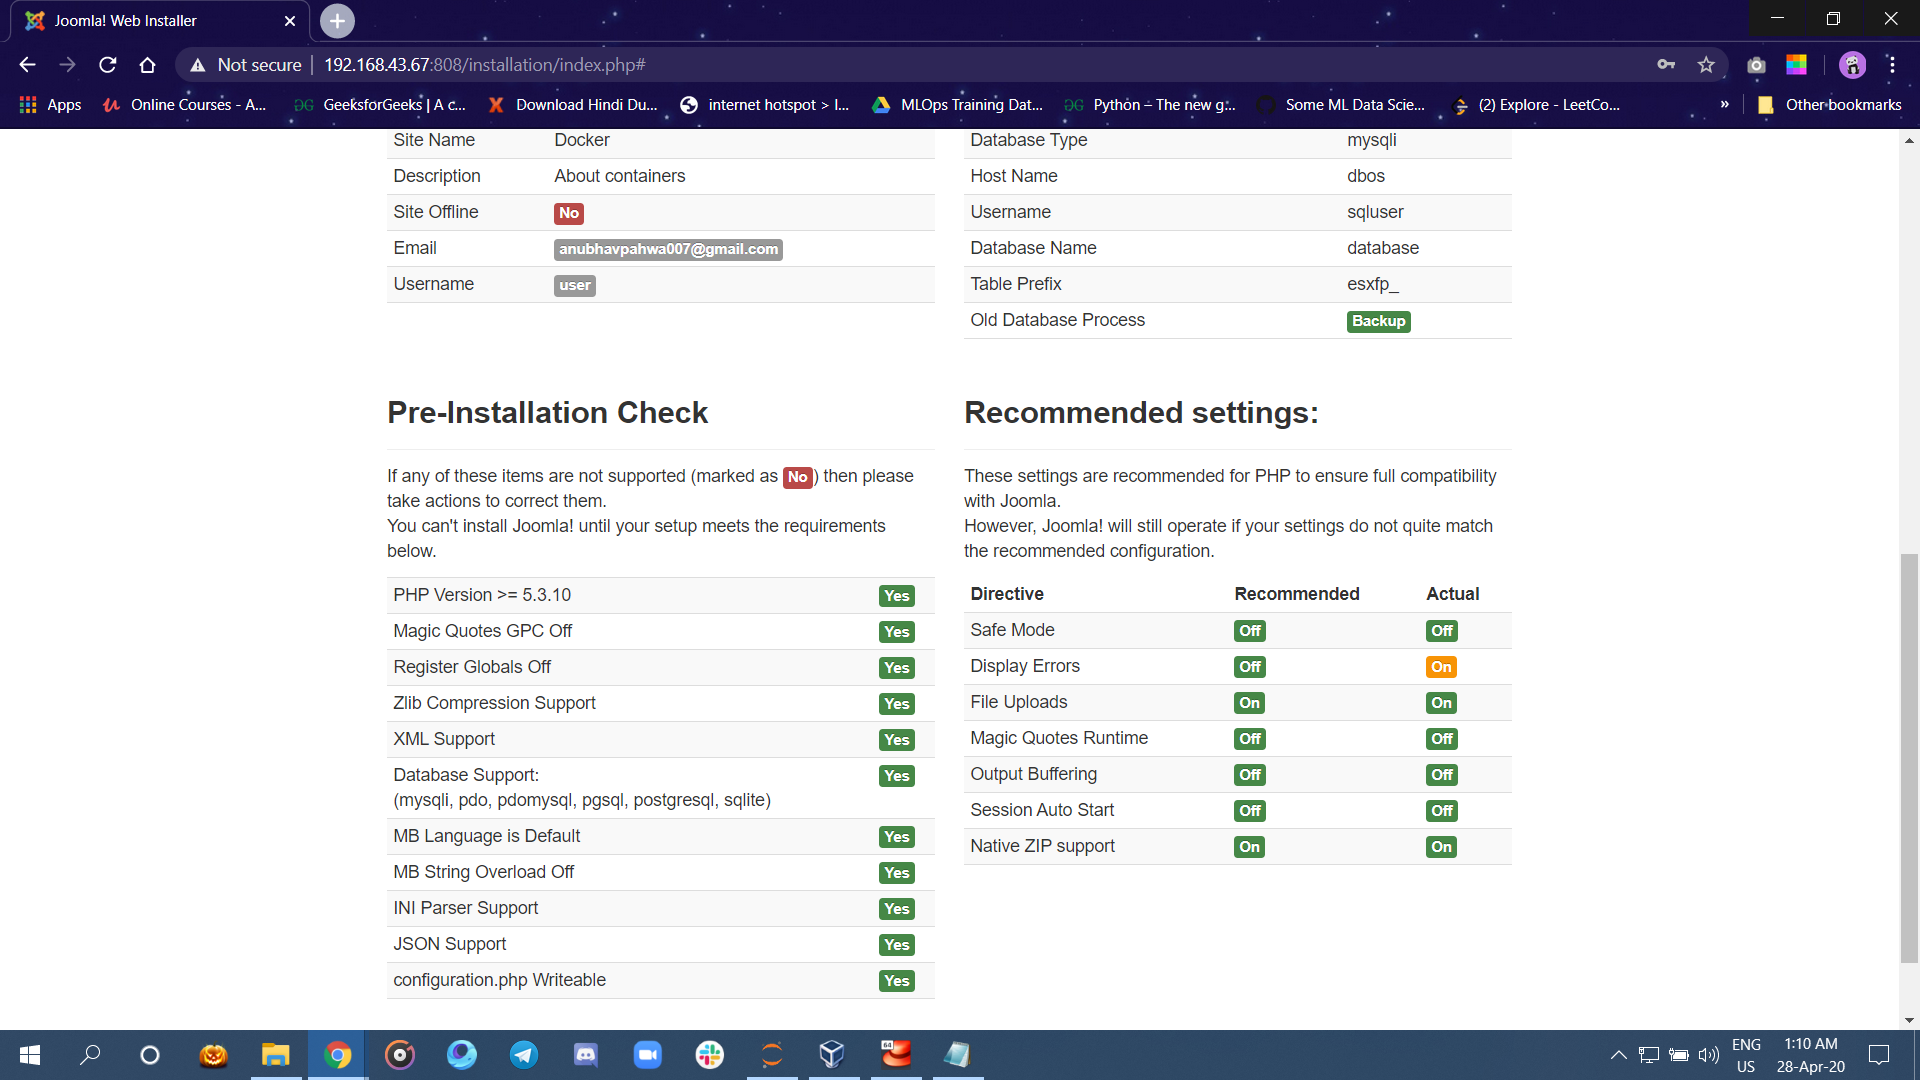 Joomla! Web Installer
Not secure 192.168.43.67:808/installation/index.php#
Apps Online Courses - A... GeeksforGeeks | A c... Download Hindi Du... internet hotspot > I... MLOps Training Dat... Python – The new g... Some ML Data Scie... (2) Explore - LeetCo... » Other bookmarks
Site Name Docker
Description About containers
Site Offline No
Email anubhavpahwa007@gmail.com
Username user
Database Type mysqli
Host Name dbos
Username sqluser
Database Name database
Table Prefix esxfp_
Old Database Process Backup
Pre-Installation Check
If any of these items are not supported (marked as No) then please
take actions to correct them.
You can't install Joomla! until your setup meets the requirements
below.
PHP Version >= 5.3.10 Yes
Magic Quotes GPC Off Yes
Register Globals Off Yes
Zlib Compression Support Yes
XML Support Yes
Database Support: Yes
(mysqli, pdo, pdomysql, pgsql, postgresql, sqlite)
MB Language is Default Yes
MB String Overload Off Yes
INI Parser Support Yes
JSON Support Yes
configuration.php Writeable Yes
Recommended settings:
These settings are recommended for PHP to ensure full compatibility
with Joomla.
However, Joomla! will still operate if your settings do not quite match
the recommended configuration.
Directive Recommended Actual
Safe Mode Off Off
Display Errors Off On
File Uploads On On
Magic Quotes Runtime Off Off
Output Buffering Off Off
Session Auto Start Off Off
Native ZIP support On On
64
ENG
US
1:10 AM
28-Apr-20